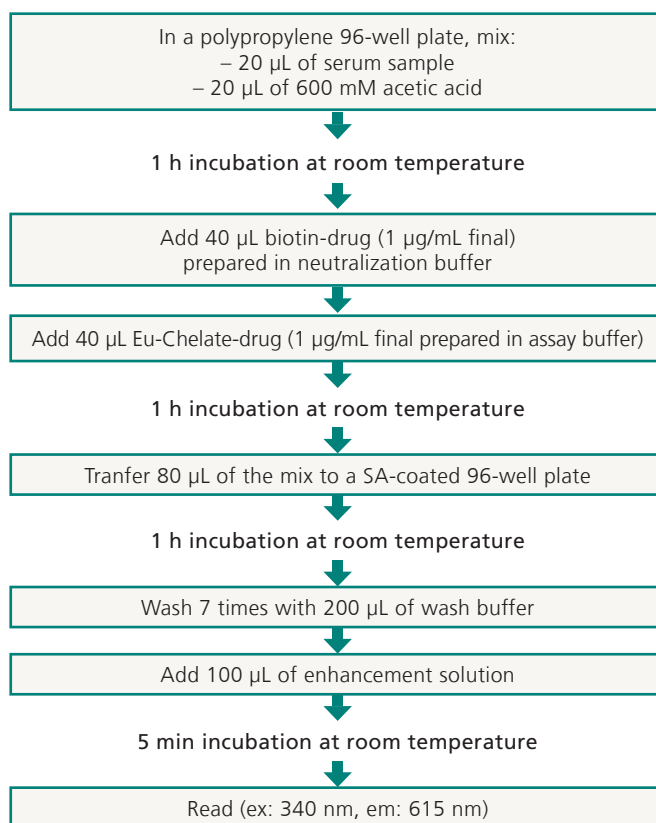 In a polypropylene 96-well plate, mix:
– 20 µL of serum sample
– 20 µL of 600 mM acetic acid
1 h incubation at room temperature
Add 40 µL biotin-drug (1 µg/mL final)
prepared in neutralization buffer
Add 40 µL Eu-Chelate-drug (1 µg/mL final prepared in assay buffer)
1 h incubation at room temperature
Tranfer 80 µL of the mix to a SA-coated 96-well plate
1 h incubation at room temperature
Wash 7 times with 200 µL of wash buffer
Add 100 µL of enhancement solution
5 min incubation at room temperature
Read (ex: 340 nm, em: 615 nm)